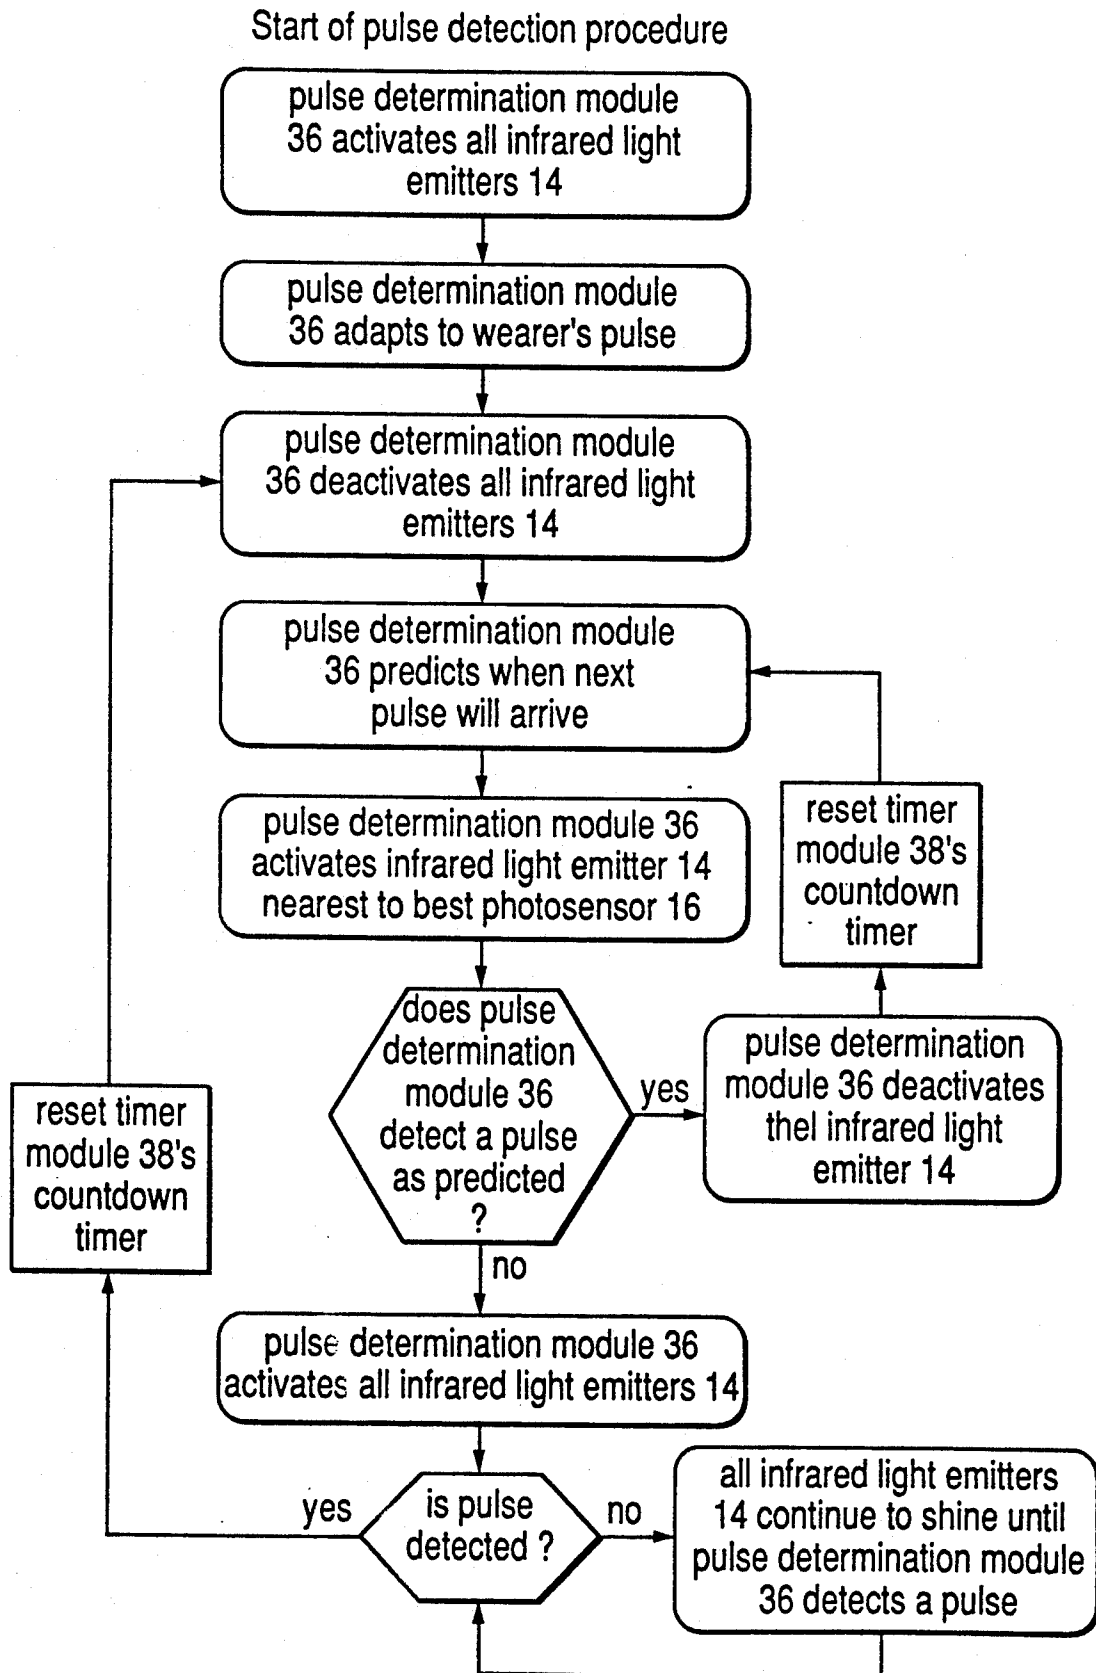 Start of pulse detection procedure
pulse determination module
36 activates all infrared light
emitters 14
pulse determination module
36 adapts to wearer's pulse
pulse determination module
36 deactivates all infrared light
emitters 14
pulse determination module
36 predicts when next
pulse will arrive
pulse determination module 36
activates infrared light emitter 14
nearest to best photosensor 16
reset timer
module 38's
countdown
timer
does pulse
determination
module 36
detect a pulse
as predicted
?
yes
pulse determination
module 36 deactivates
thel infrared light
emitter 14
reset timer
module 38's
countdown
timer
no
pulse determination module 36
activates all infrared light emitters 14
is pulse
detected ?
yes
no
all infrared light emitters
14 continue to shine until
pulse determination module
36 detects a pulse